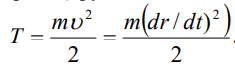 T = mυ²/2 = m(dr/dt)²)/2.